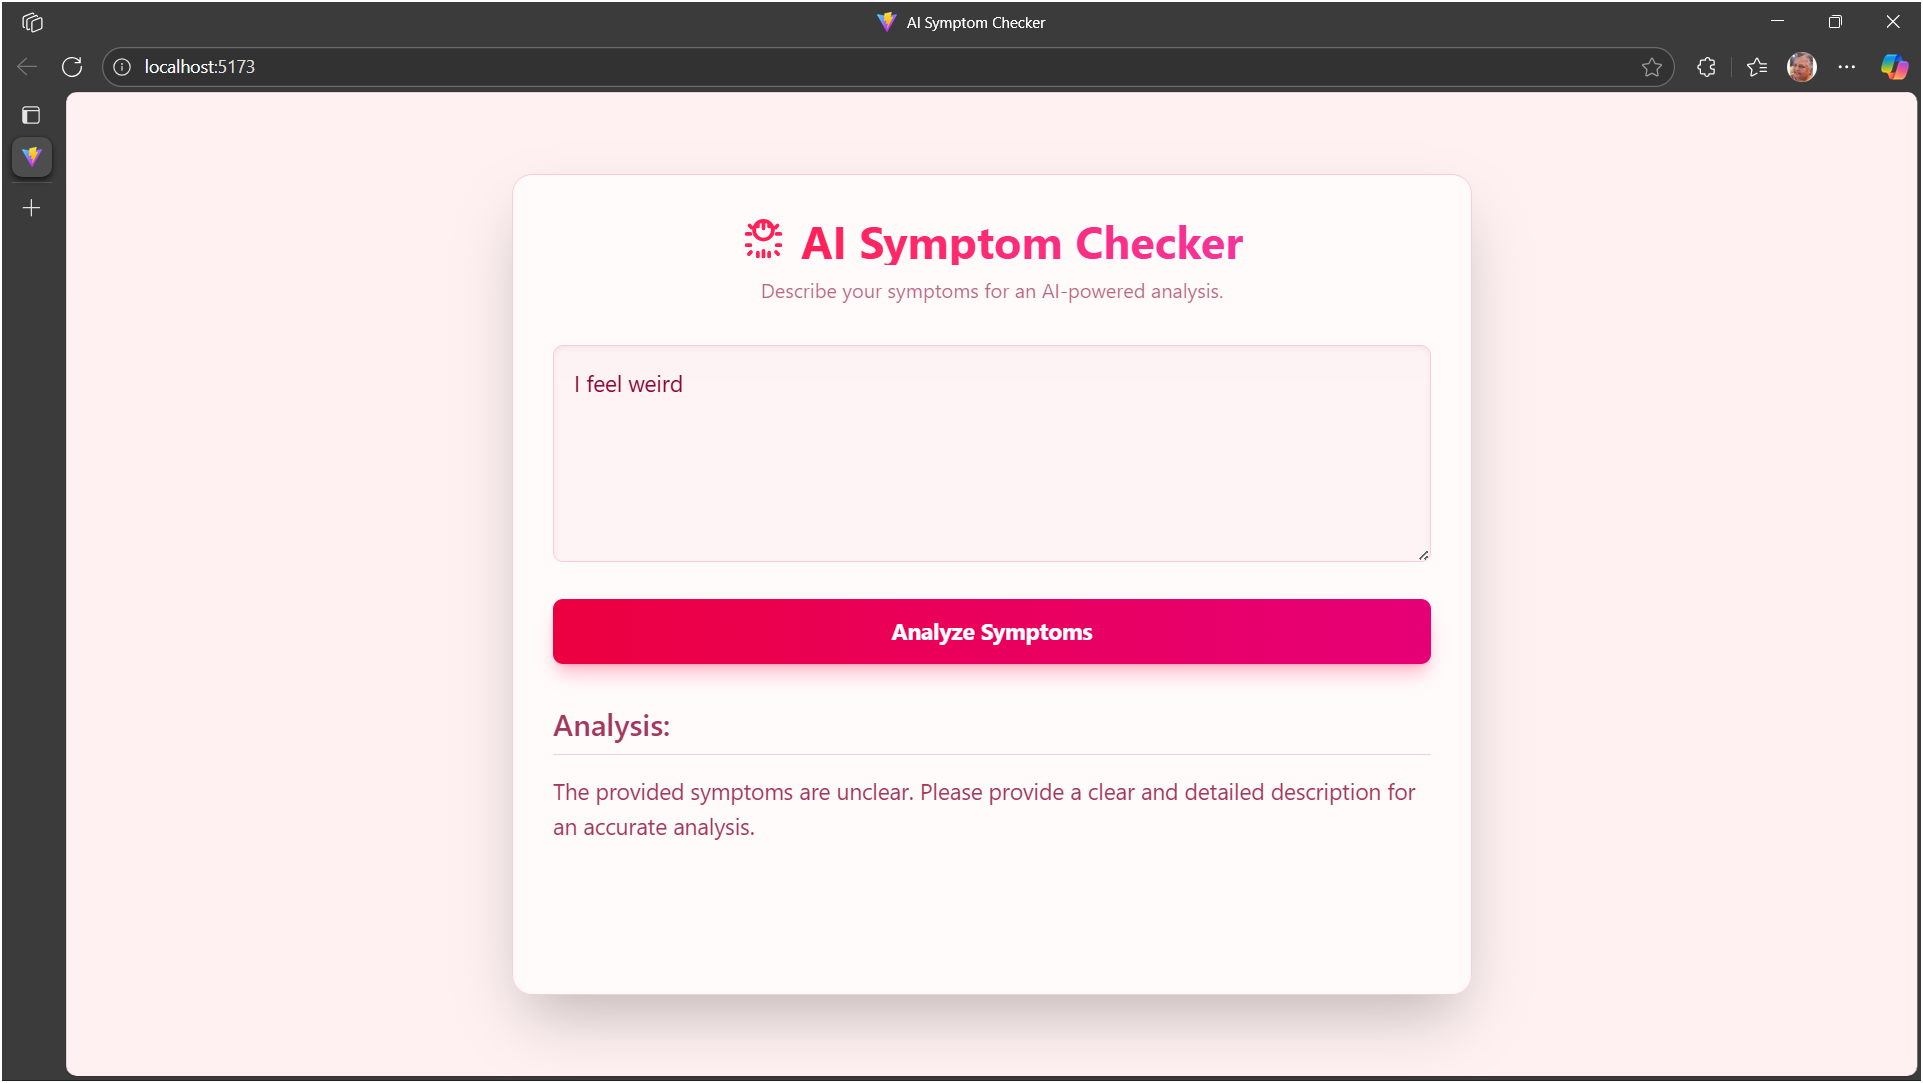 AI Symptom Checker
localhost:5173
AI Symptom Checker
Describe your symptoms for an AI-powered analysis.
I feel weird
Analyze Symptoms
Analysis:
The provided symptoms are unclear. Please provide a clear and detailed description for
an accurate analysis.